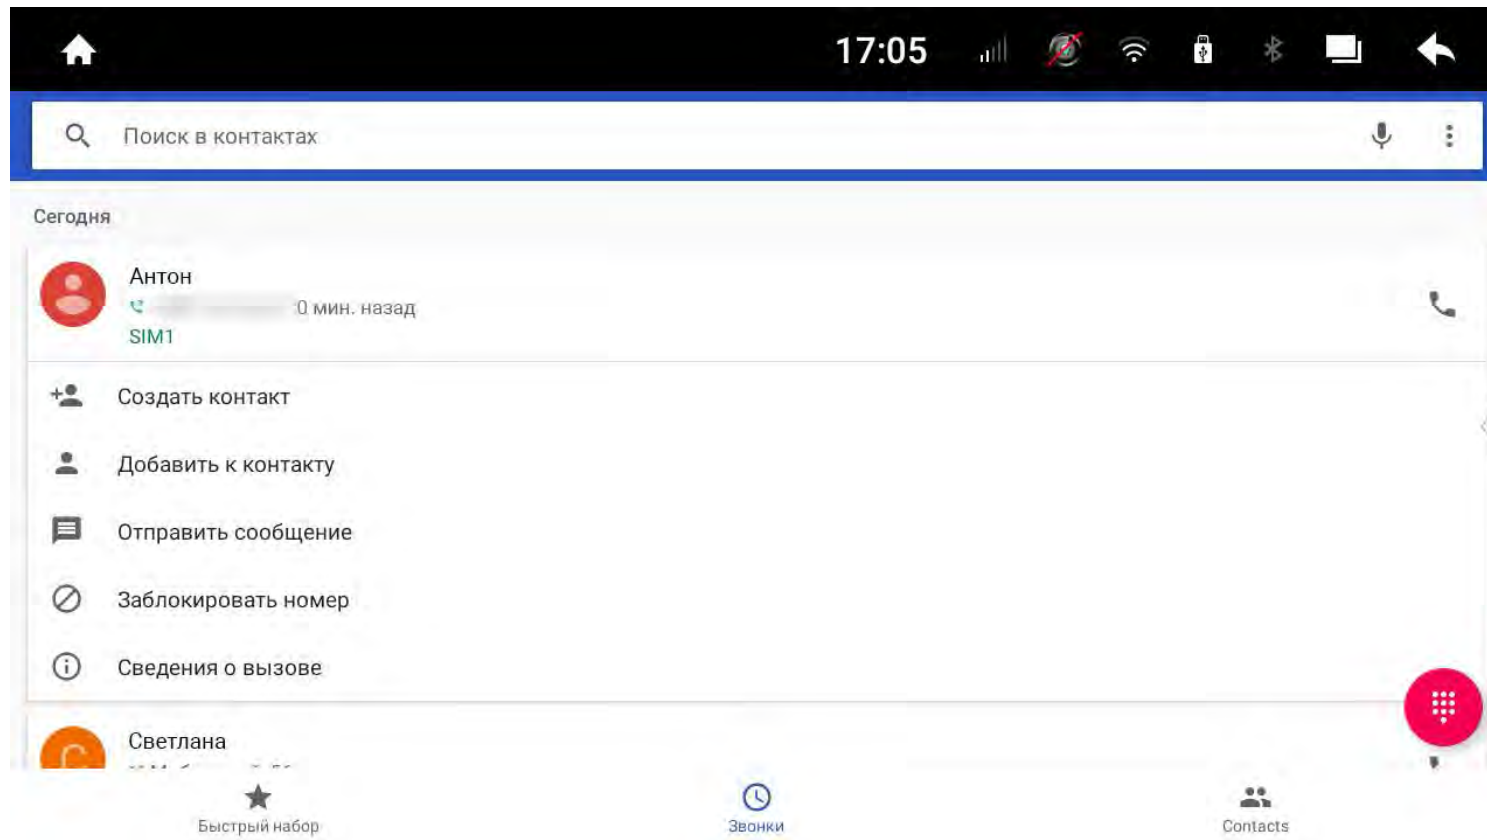 17:05
Поиск в контактах
Сегодня
Антон
0 мин. назад
SIM1
Создать контакт
Добавить к контакту
Отправить сообщение
Заблокировать номер
Сведения о вызове
Светлана
Быстрый набор
Звонки
Contacts